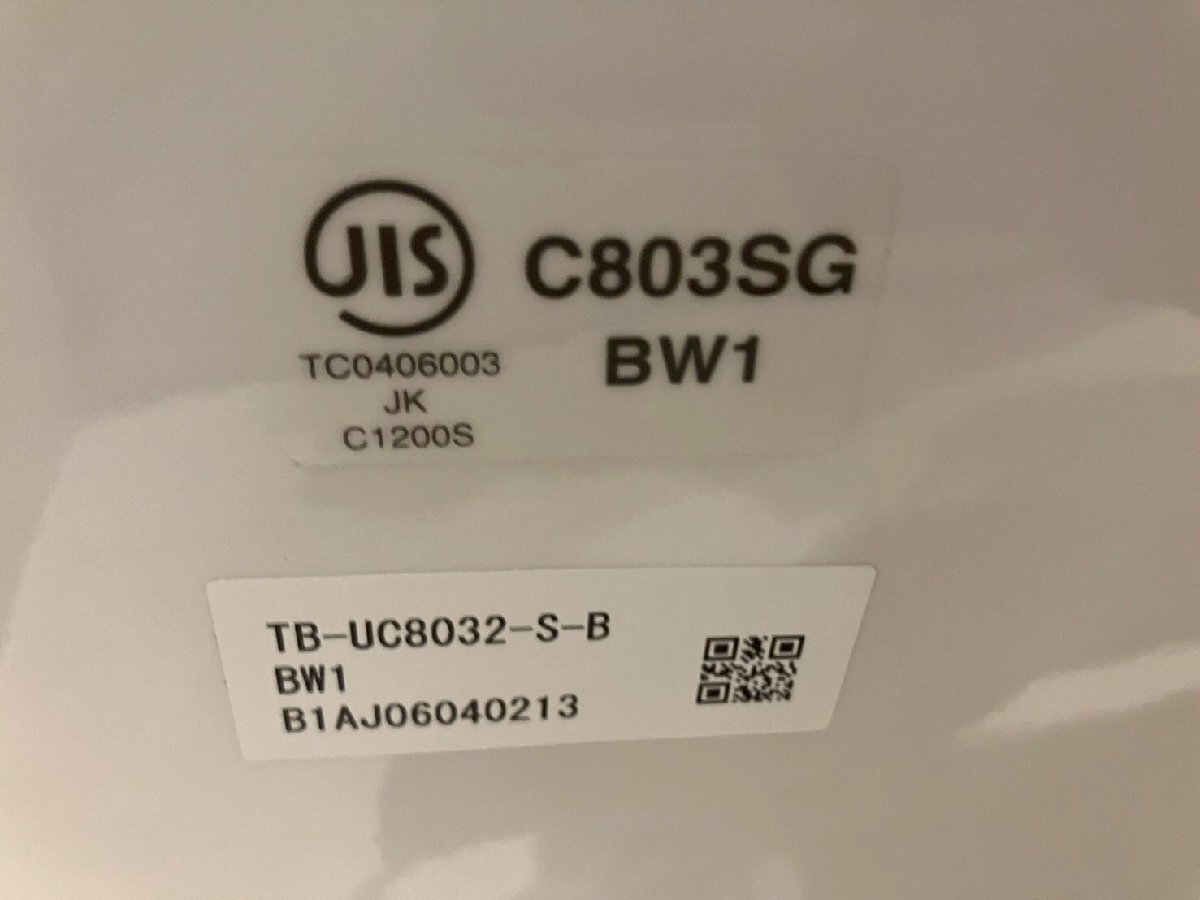 JIS
C803SG
BW1
TC0406003
JK
C1200S
TB-UC8032-S-B
BW1
B1AJ06040213